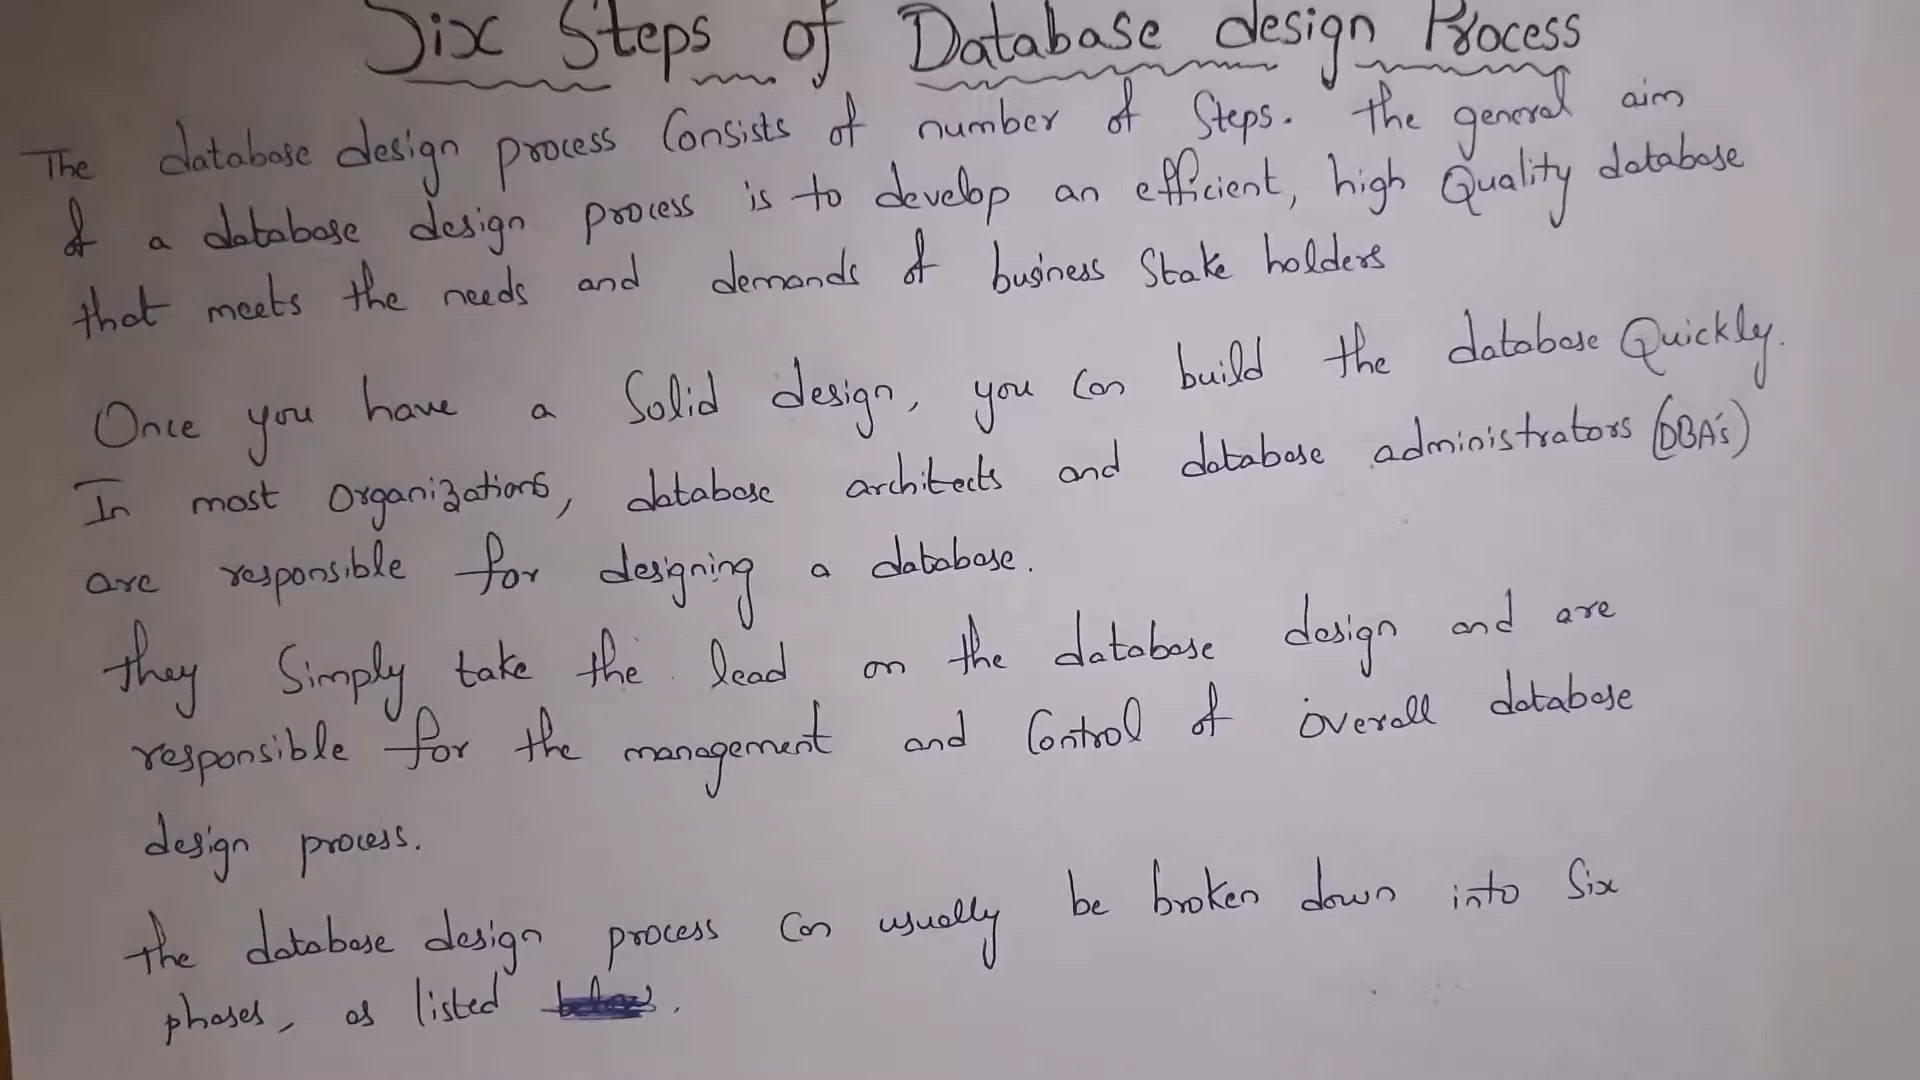 Six Steps of Database design Process
The database design process Consists of number of Steps. the general aim
of a database design process is to develop an efficient, high Quality database
that meets the needs and demands of business Stake holders
Once you have a Solid design, you can build the database Quickly.
In most Organizations, database architects and database administrators (DBA's)
are responsible for designing a database.
they Simply take the lead on the database design and are
responsible for the management and Control of overall database
design process.
the database design process can usually be broken down into Six
phases, as listed